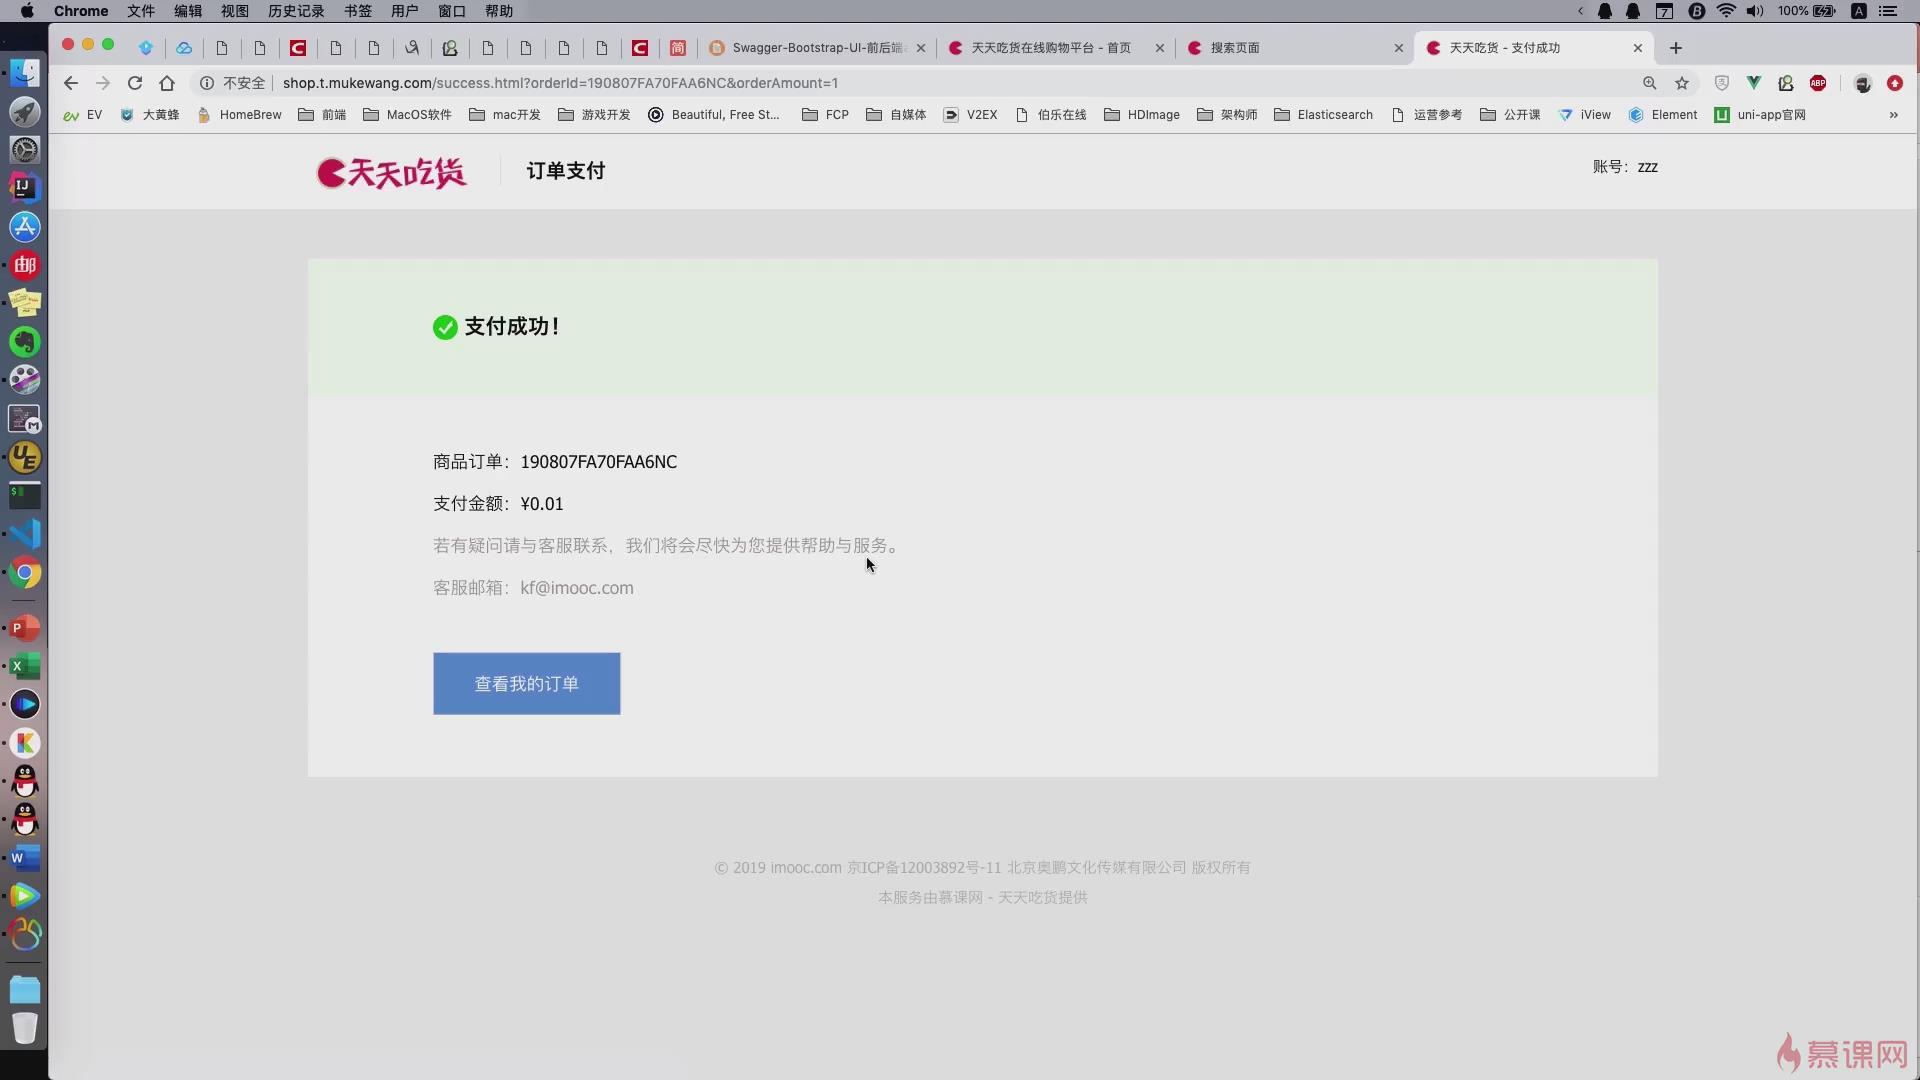 Chrome 文件 编辑 视图 历史记录 书签 用户 窗口 帮助 7 100% A
Swagger-Bootstrap-UI-前后端 天天吃货在线购物平台 - 首页 搜索页面 天天吃货 - 支付成功
不安全 shop.t.mukewang.com/success.html?orderId=190807FA70FAA6NC&orderAmount=1 ABP
EV 大黄蜂 HomeBrew 前端 MacOS软件 mac开发 游戏开发 Beautiful, Free St... FCP 自媒体 V2EX 伯乐在线 HDImage 架构师 Elasticsearch 运营参考 公开课 iView Element uni-app官网 »
天天吃货 订单支付 账号：zzz
支付成功！
商品订单：190807FA70FAA6NC
支付金额：¥0.01
若有疑问请与客服联系，我们将会尽快为您提供帮助与服务。
客服邮箱：kf@imooc.com
查看我的订单
© 2019 imooc.com 京ICP备12003892号-11 北京奥鹏文化传媒有限公司 版权所有
本服务由慕课网 - 天天吃货提供
慕课网